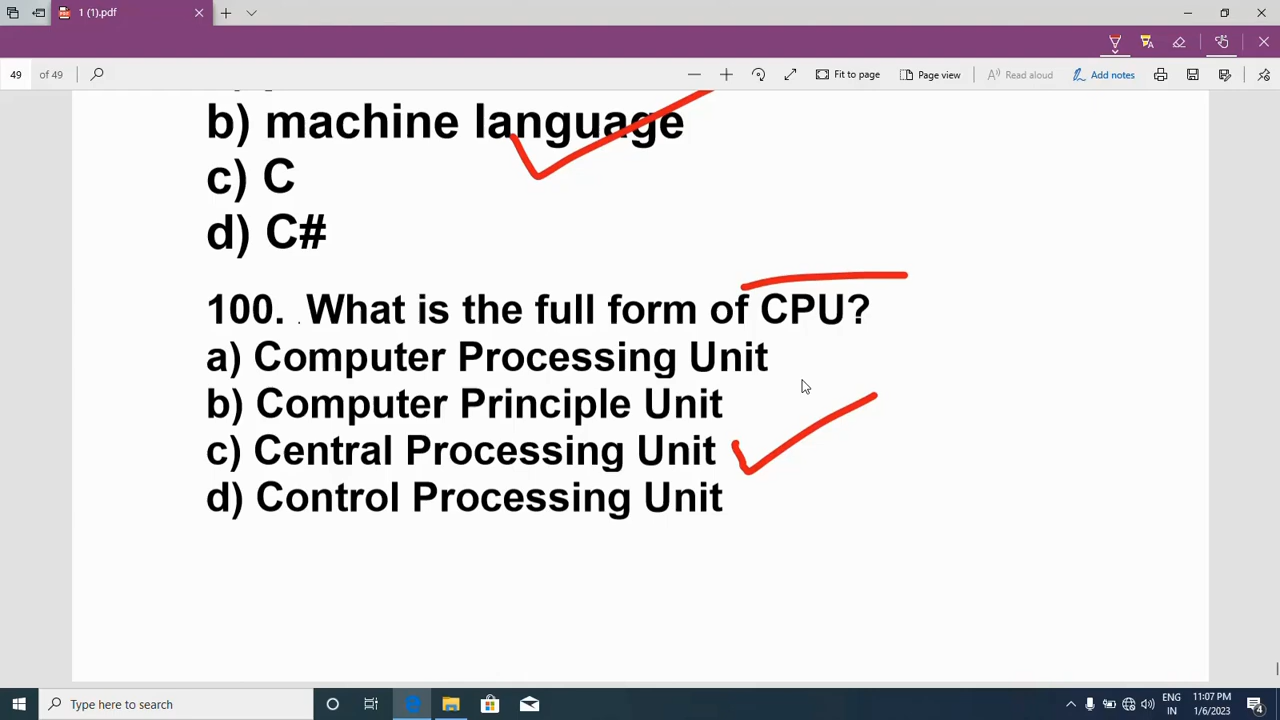 1 (1).pdf
49 of 49
Fit to page
Page view
Read aloud
Add notes
b) machine language
c) C
d) C#
100. .What is the full form of CPU?
a) Computer Processing Unit
b) Computer Principle Unit
c) Central Processing Unit
d) Control Processing Unit
Type here to search
ENG
IN
11:07 PM
1/6/2023
4